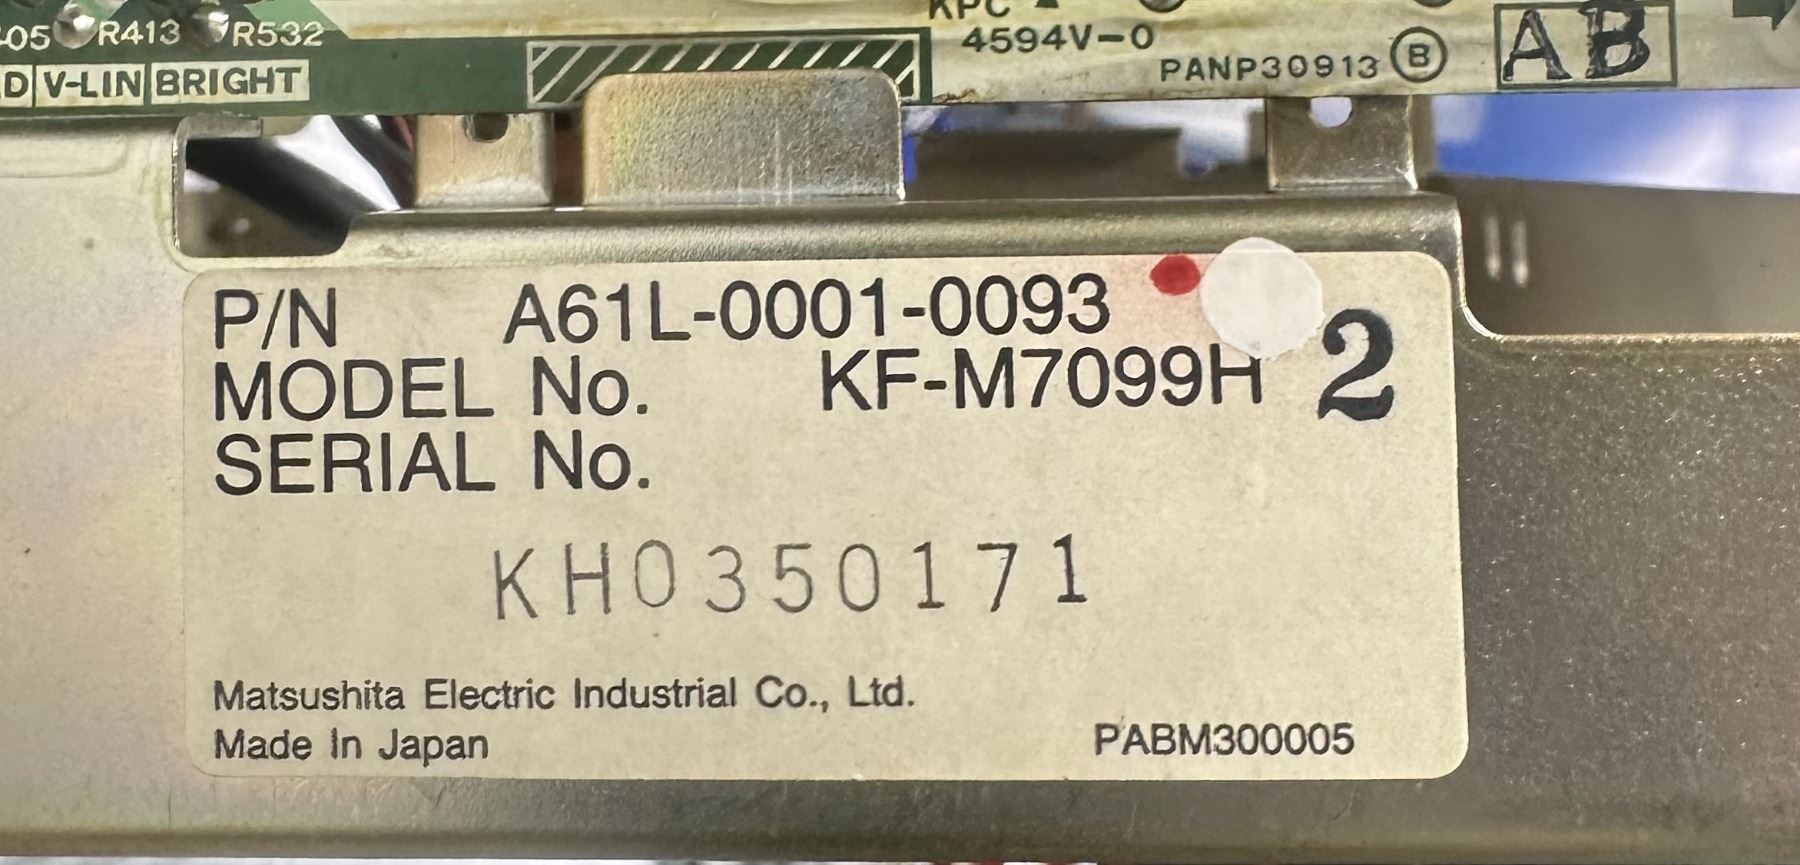 R413 R532
V-LIN BRIGHT
KPC
4594V-0
PANP30913 B
AB
P/N A61L-0001-0093
MODEL No. KF-M7099H 2
SERIAL No.
KH0350171
Matsushita Electric Industrial Co., Ltd.
Made In Japan PABM300005